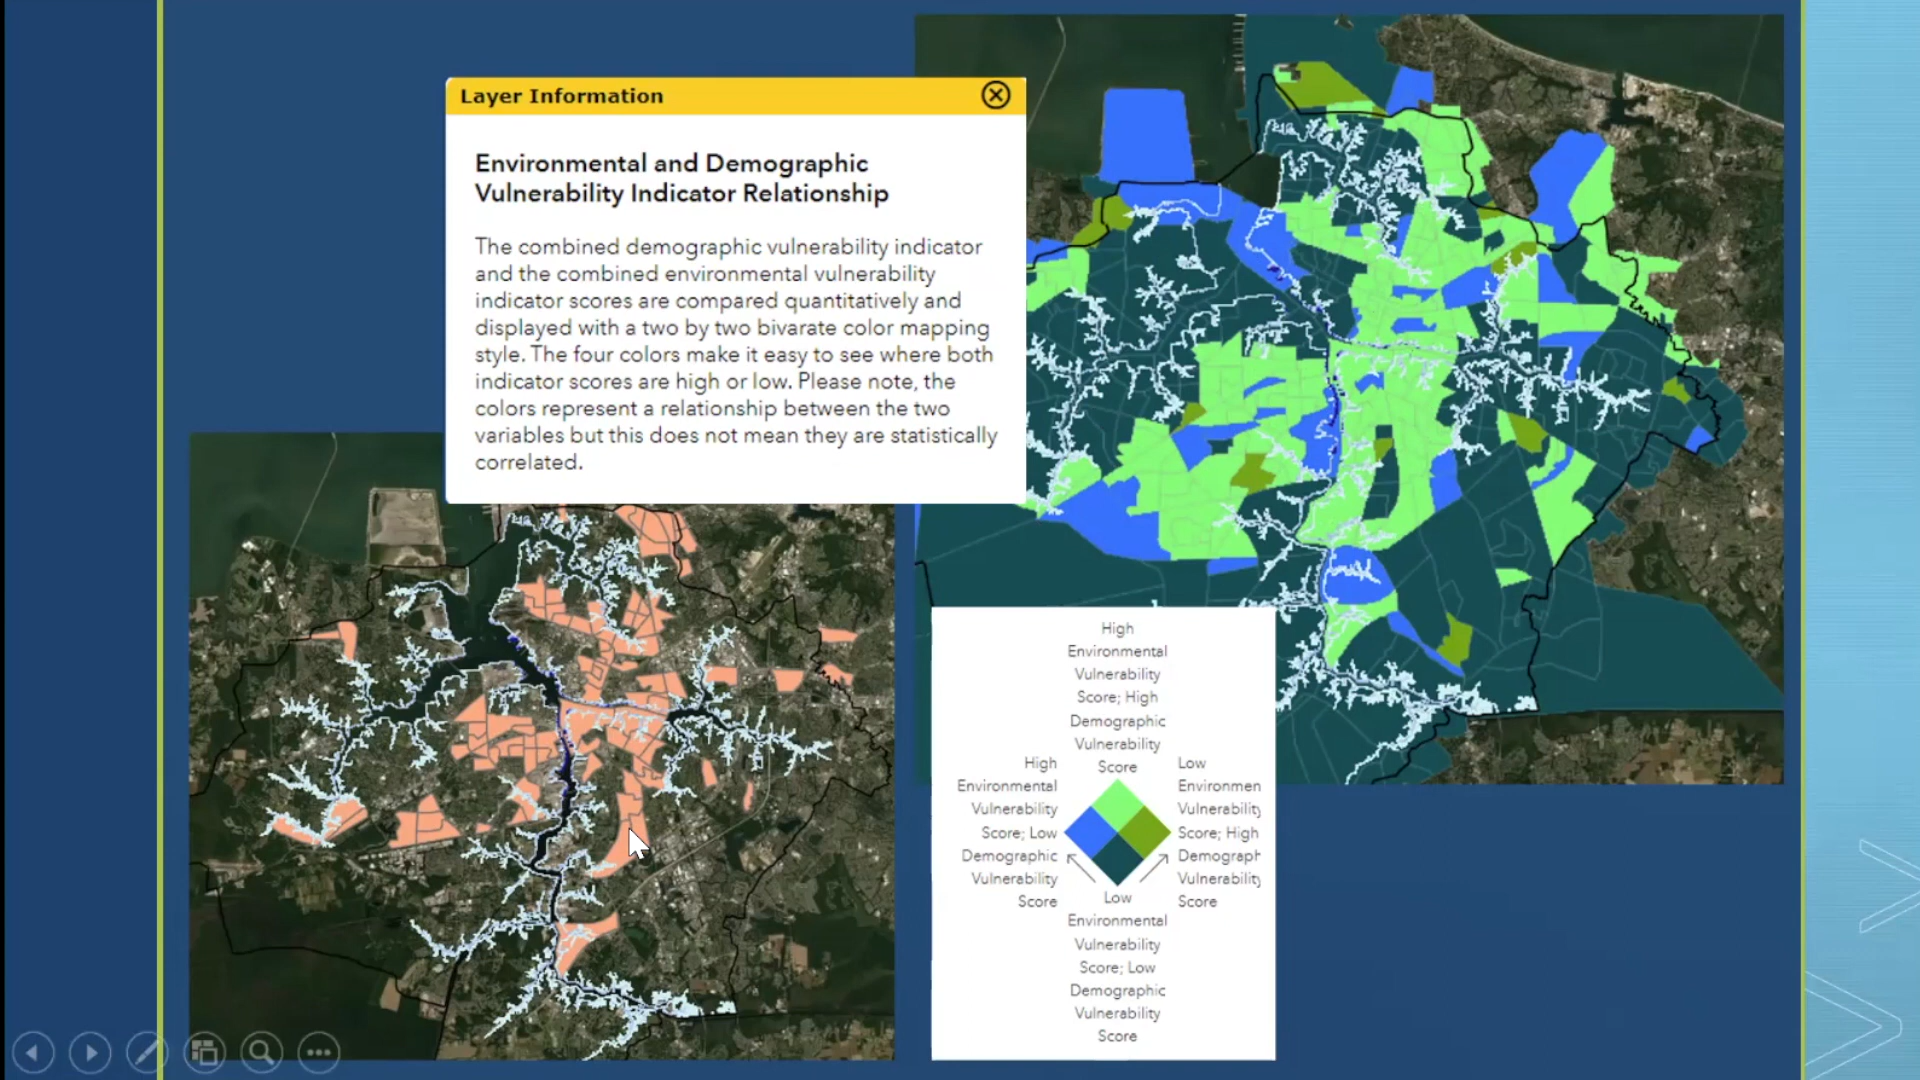 Layer Information
Environmental and Demographic
Vulnerability Indicator Relationship
The combined demographic vulnerability indicator
and the combined environmental vulnerability
indicator scores are compared quantitatively and
displayed with a two by two bivarate color mapping
style. The four colors make it easy to see where both
indicator scores are high or low. Please note, the
colors represent a relationship between the two
variables but this does not mean they are statistically
correlated.
High
Environmental
Vulnerability
Score; High
Demographic
Vulnerability
Score
High
Environmental
Vulnerability
Score; Low
Demographic
Vulnerability
Score
Low
Environmen
Vulnerability
Score; High
Demograph
Vulnerability
Score
Low
Environmental
Vulnerability
Score; Low
Demographic
Vulnerability
Score